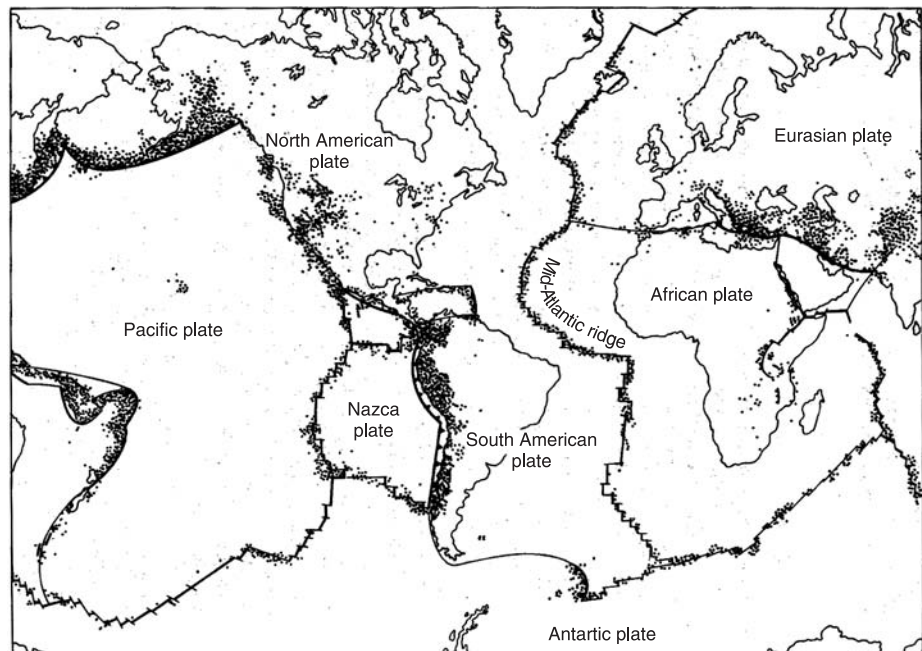 North American
plate
Eurasian plate
Mid-Atlantic ridge
African plate
Pacific plate
Nazca
plate
South American
plate
Antartic plate